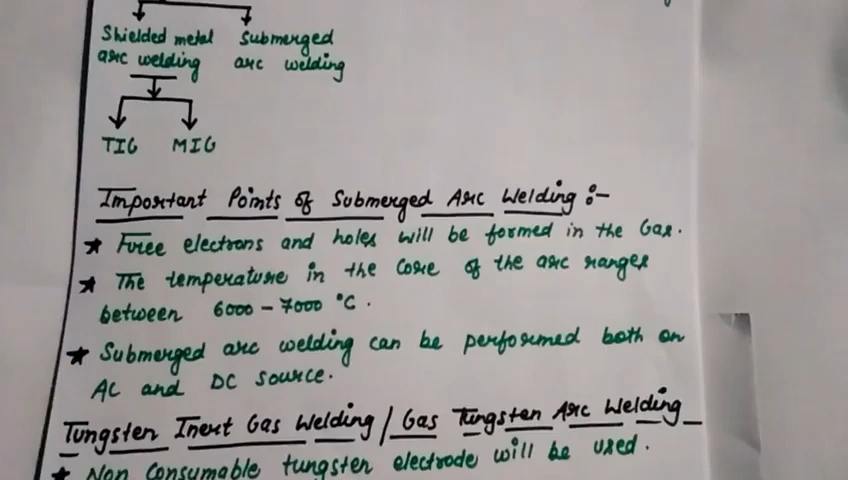 Shielded metal Submerged
arc welding arc welding
TIG MIG
Important Points of Submerged Arc Welding :-
★ Free electrons and holes will be formed in the Gas.
★ The temperature in the Core of the arc ranges
between 6000 - 7000 °C.
★ Submerged arc welding can be performed both on
AC and DC source.
Tungsten Inert Gas Welding / Gas Tungsten Arc Welding
★ Non Consumable tungsten electrode will be used.